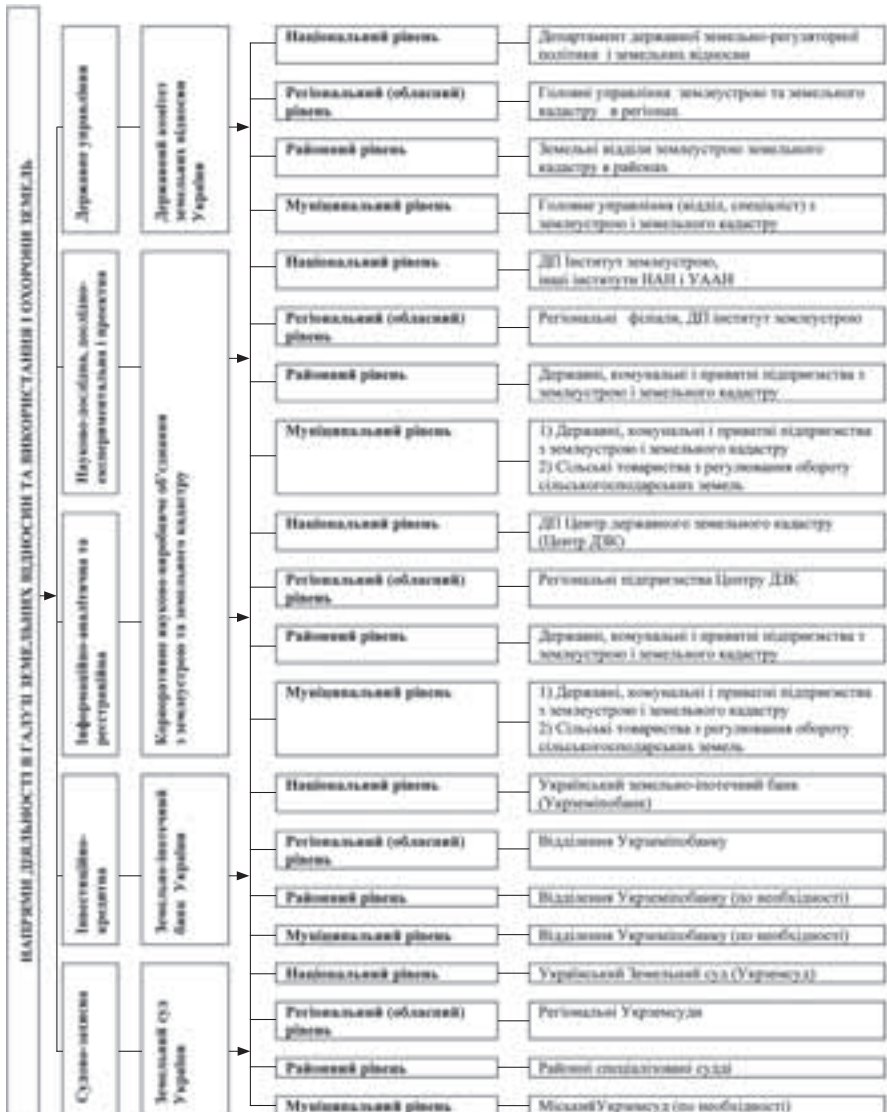 НАПРЯМИ ДІЯЛЬНОСТІ В ГАЛУЗІ ЗЕМЕЛЬНИХ ВІДНОСИН ТА ВИКОРИСТАННЯ І ОХОРОНИ ЗЕМЕЛЬ
Державне управління
Державний комітет
земельних відносин
України
Національний рівень
Департамент державної земельно-регуляторної
політики і земельних відносин
Регіональний (обласний)
рівень
Головні управління землеустрою та земельного
кадастру в регіонах
Районний рівень
Земельні відділи землеустрою земельного
кадастру в районах
Муніципальний рівень
Головне управління (відділ, спеціаліст) з
землеустрою і земельного кадастру
Науково-дослідна, дослідно-
експериментальна і проектна
Корпоративне науково-виробниче об’єднання
з землеустрою та земельного кадастру
Національний рівень
ДП Інститут землеустрою,
інші інститути НАН і УААН
Регіональний (обласний)
рівень
Регіональні філіали, ДП інститут землеустрою
Районний рівень
Державні, комунальні і приватні підприємства з
землеустрою і земельного кадастру
Муніципальний рівень
1) Державні, комунальні і приватні підприємства
з землеустрою і земельного кадастру
2) Сільські товариства з регулювання обороту
сільськогосподарських земель
Інформаційно-аналітична та
реєстраційна
Національний рівень
ДП Центр державного земельного кадастру
(Центр ДЗК)
Регіональний (обласний)
рівень
Регіональні підприємства Центру ДЗК
Районний рівень
Державні, комунальні і приватні підприємства з
землеустрою і земельного кадастру
Муніципальний рівень
1) Державні, комунальні і приватні підприємства
з землеустрою і земельного кадастру
2) Сільські товариства з регулювання обороту
сільськогосподарських земель
Інвестиційно-
кредитна
Земельно-іпотечний
банк України
Національний рівень
Український земельно-іпотечний банк
(Укрземіпобанк)
Регіональний (обласний)
рівень
Відділення Укрземіпобанку
Районний рівень
Відділення Укрземіпобанку (по необхідності)
Муніципальний рівень
Відділення Укрземіпобанку (по необхідності)
Судово-захисна
Земельний суд
України
Національний рівень
Український Земельний суд (Укрземсуд)
Регіональний (обласний)
рівень
Регіональні Укрземсуди
Районний рівень
Районні спеціалізовані судді
Муніципальний рівень
МіськийУкрземсуд (по необхідності)